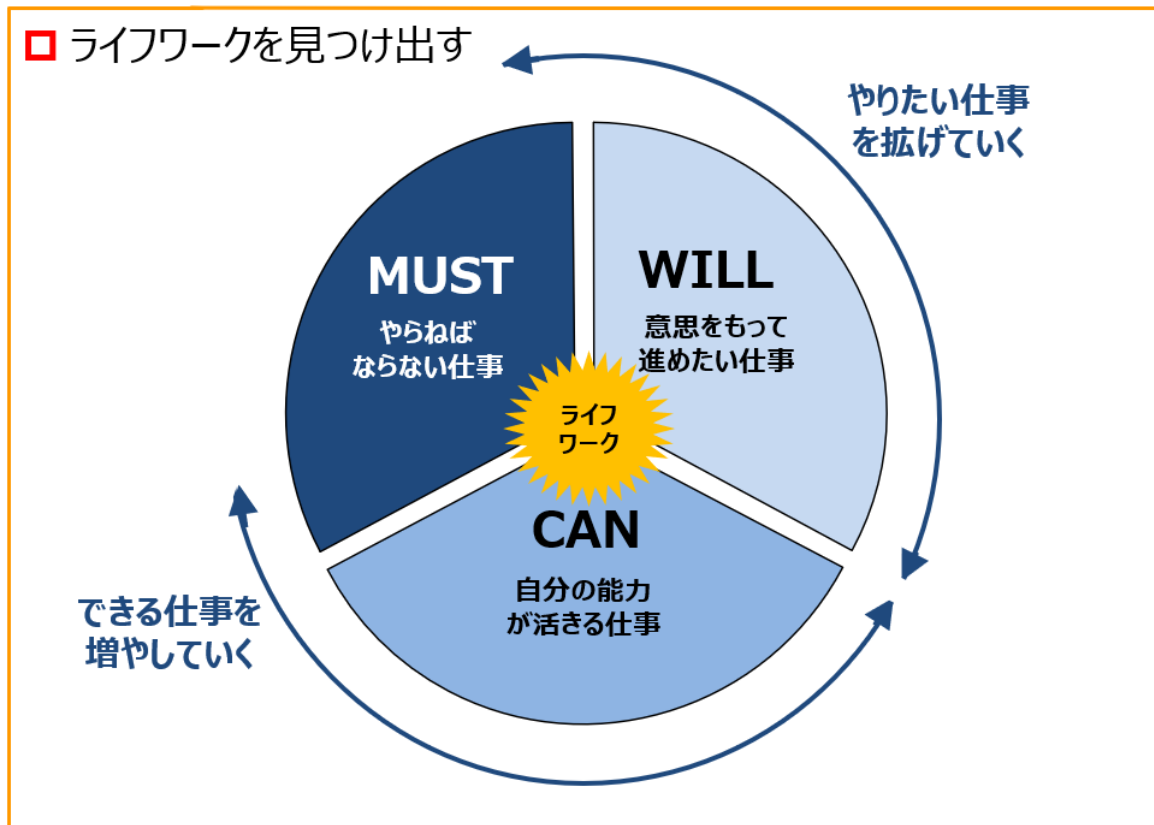 ライフワークを見つけ出す
やりたい仕事
を拡げていく
MUST
やらねば
ならない仕事
WILL
意思をもって
進めたい仕事
ライフ
ワーク
CAN
自分の能力
が活きる仕事
できる仕事を
増やしていく